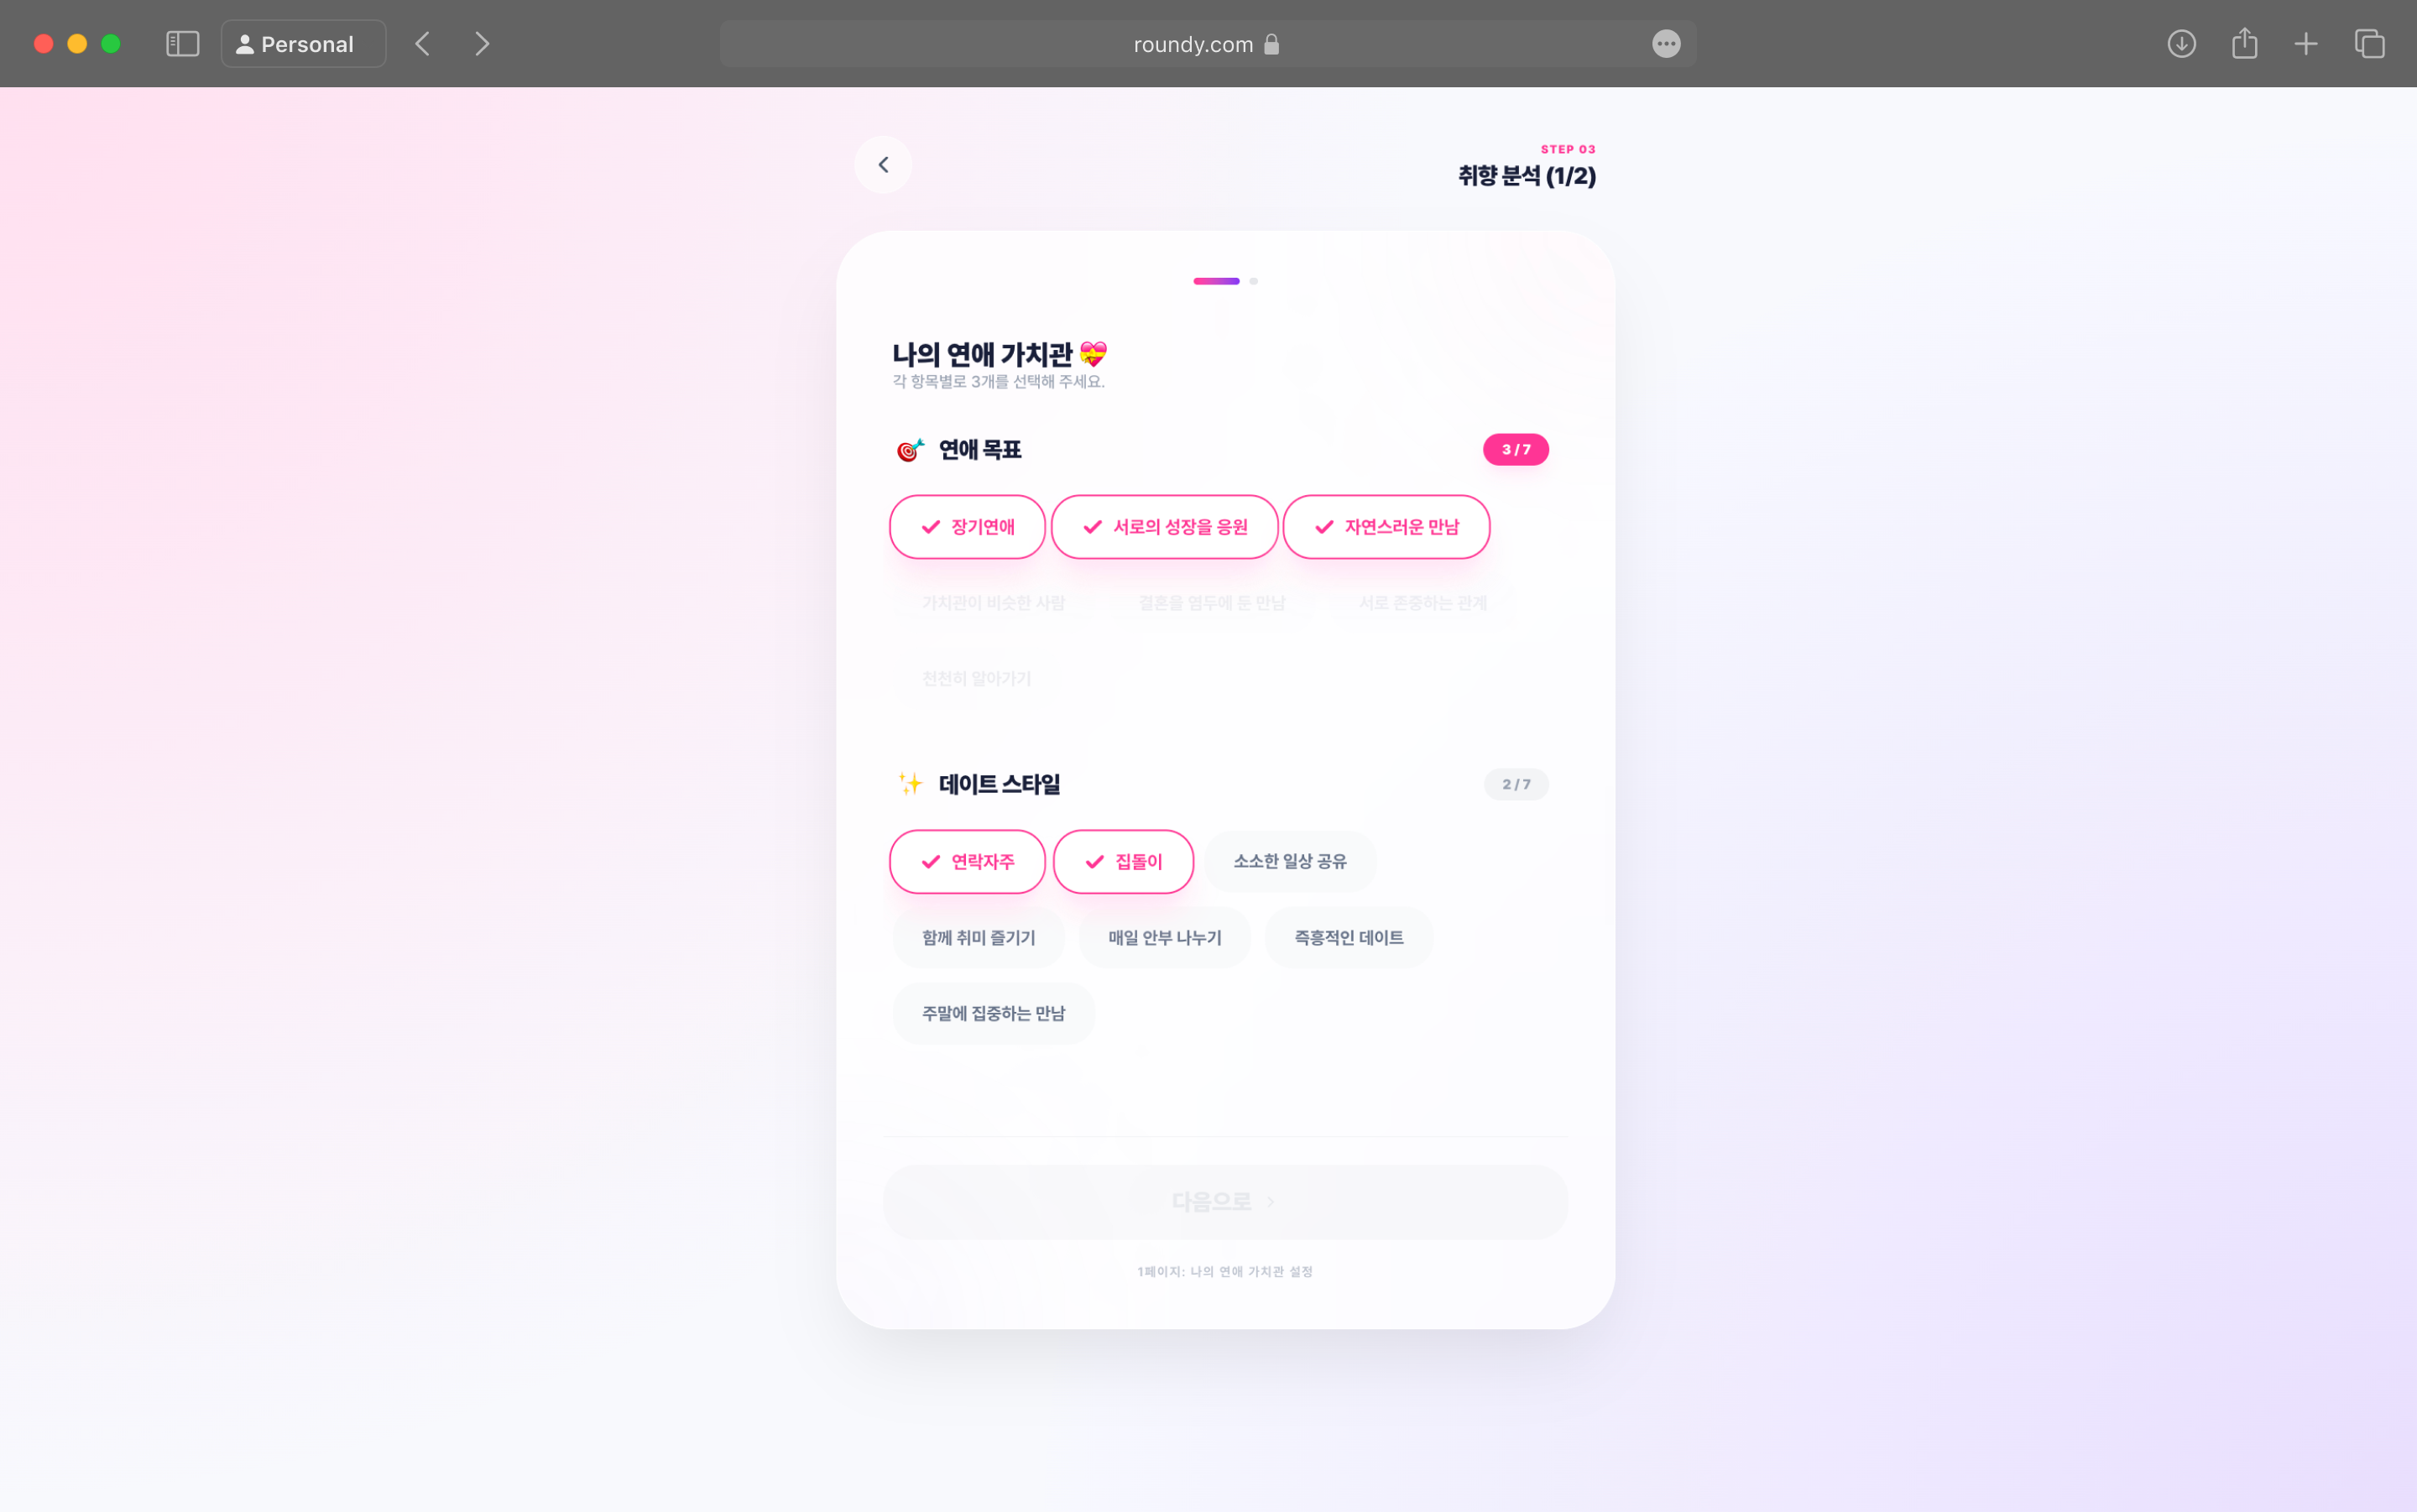 Personal
roundy.com
STEP 03
취향 분석 (1/2)
나의 연애 가치관
각 항목별로 3개를 선택해 주세요.
연애 목표
3 / 7
장기연애 서로의 성장을 응원 자연스러운 만남
가치관이 비슷한 사람 결혼을 염두에 둔 만남 서로 존중하는 관계
천천히 알아가기
데이트 스타일
2 / 7
연락자주 집돌이 소소한 일상 공유
함께 취미 즐기기 매일 안부 나누기 즉흥적인 데이트
주말에 집중하는 만남
다음으로
1페이지: 나의 연애 가치관 설정